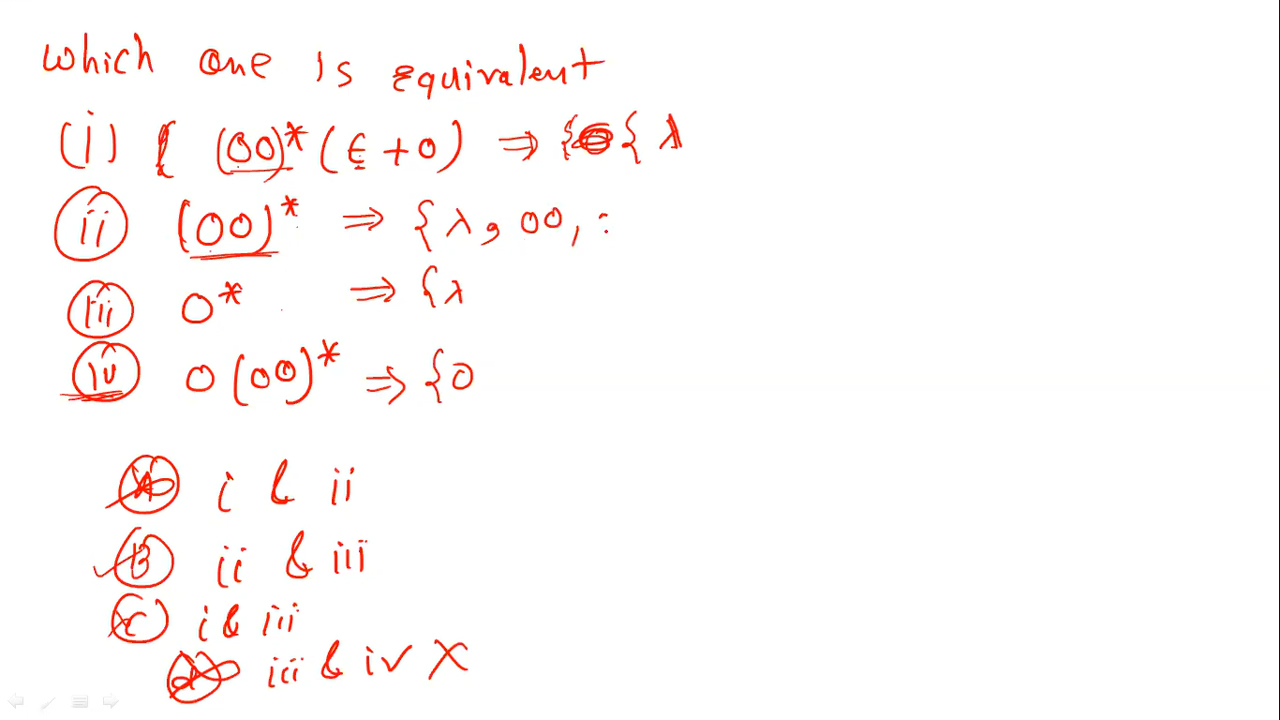 Which one is equivalent
(i) (00)* (ϵ + 0) ⇒ { { λ
ii (00)* ⇒ { λ, 00, :
iii 0* ⇒ { λ
iv 0 (00)* ⇒ { 0
A i & ii
B ii & iii
C i & iii
d iii & iv X